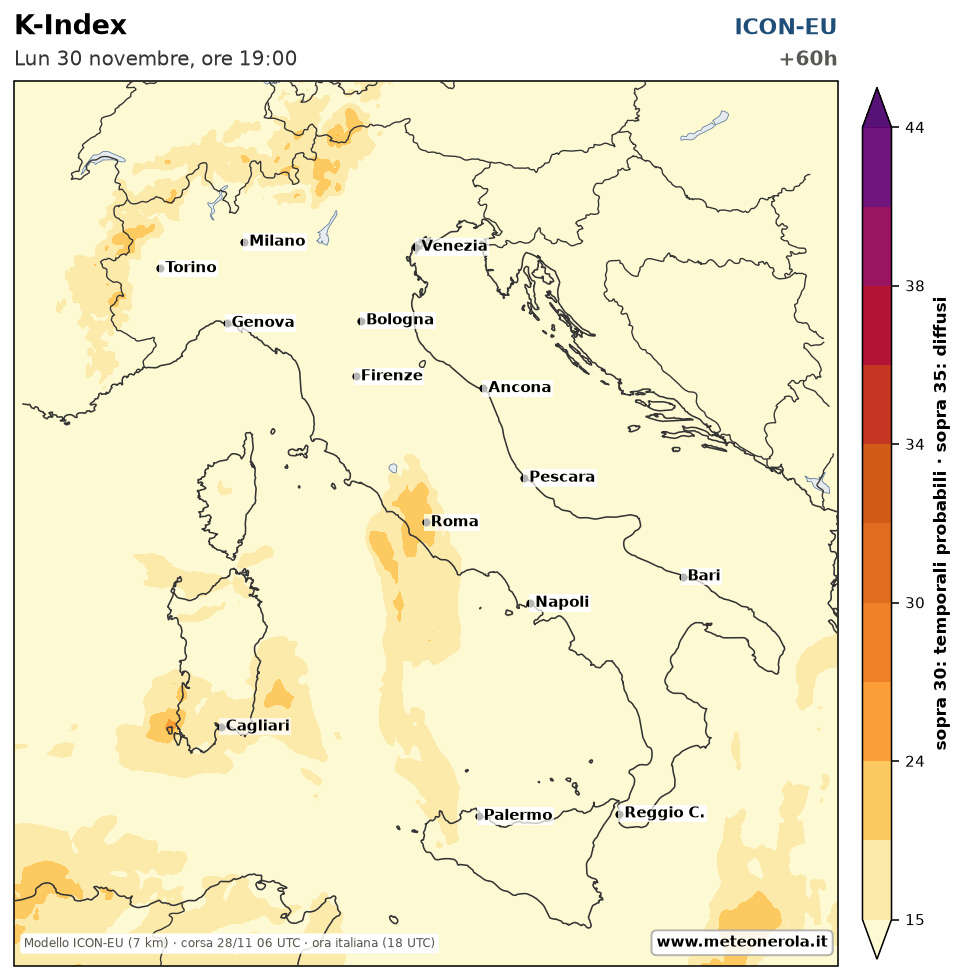 K-Index
ICON-EU
Lun 30 novembre, ore 19:00
+60h
Milano
Venezia
Torino
Genova
Bologna
Firenze
Ancona
Pescara
Roma
Bari
Napoli
Cagliari
Palermo
Reggio C.
44
38
34
30
24
15
sopra 30: temporali probabili · sopra 35: diffusi
Modello ICON-EU (7 km) · corsa 28/11 06 UTC · ora italiana (18 UTC)
www.meteonerola.it